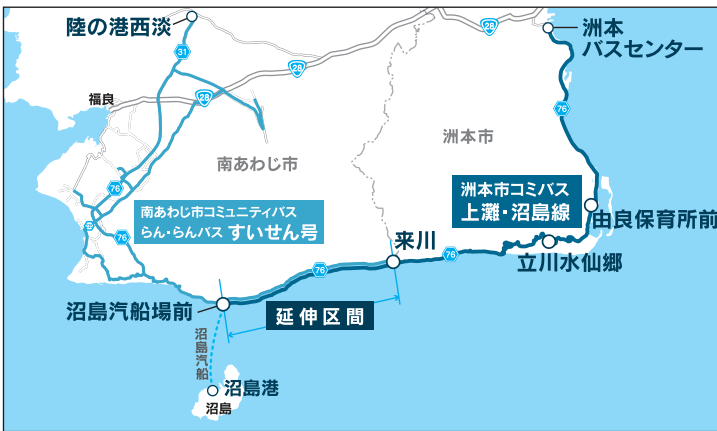 陸の港西淡
31
28
28
28
洲本
バスセンター
福良
76
洲本市
南あわじ市
76
洲本市コミバス
上灘・沼島線
南あわじ市コミュニティバス
らん・らんバス すいせん号
由良保育所前
76
来川
76
立川水仙郷
76
沼島汽船場前
延伸区間
沼島汽船
沼島港
沼島